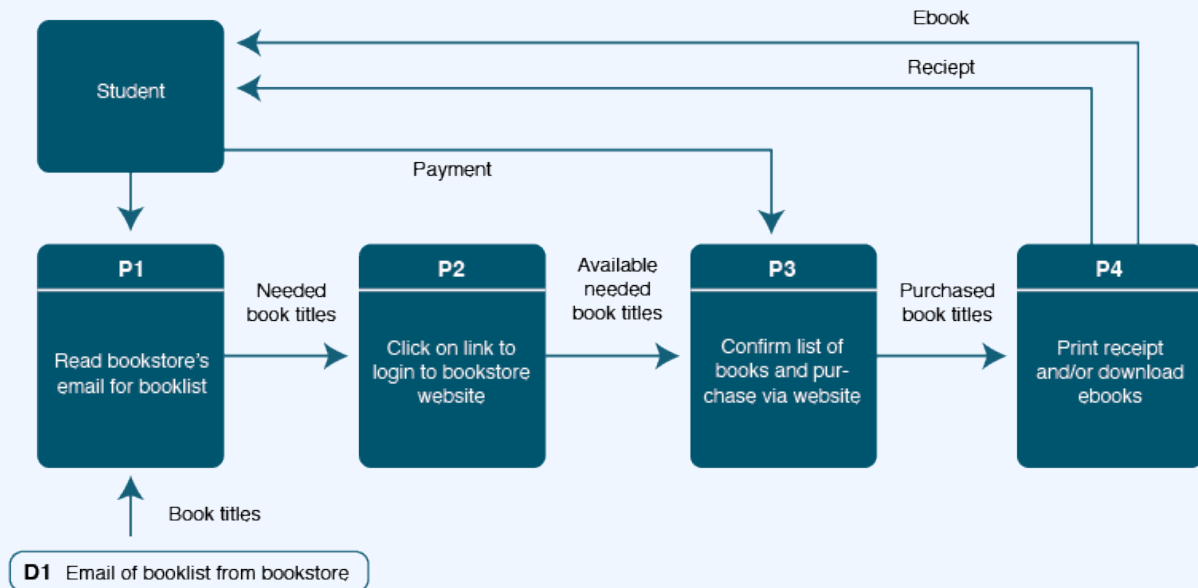 Ebook
Reciept
Student
Payment
P1
Read bookstore's
email for booklist
Needed
book titles
P2
Click on link to
login to bookstore
website
Available
needed
book titles
P3
Confirm list of
books and pur-
chase via website
Purchased
book titles
P4
Print receipt
and/or download
ebooks
Book titles
D1 Email of booklist from bookstore